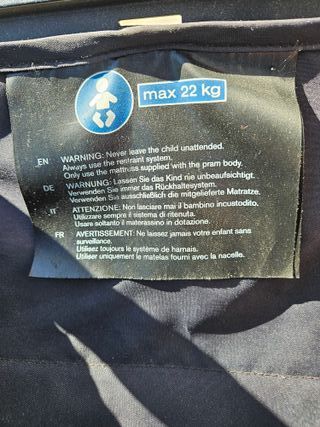 max 22 kg
EN WARNING: Never leave the child unattended.
Always use the restraint system.
Only use the mattruss supplied with the pram body.
DE WARNUNG: Lassen Sie das Kind nie unbeaufsichtigt.
Verwenden Sie immer das Rückhaltesystem.
Verwenden Sie ausschließlich die mitgelieferte Matratze.
IT ATTENZIONE: Non lasciare mai il bambino incustodito.
Utilizzare sempre il sistema di ritenuta.
Usare soltanto il materassino in dotazione.
FR AVERTISSEMENT: Ne laissez jamais votre enfant sans
surveillance.
Utilisez toujours le système de harnais.
Utiliser uniquement le matelas fourni avec la nacelle.